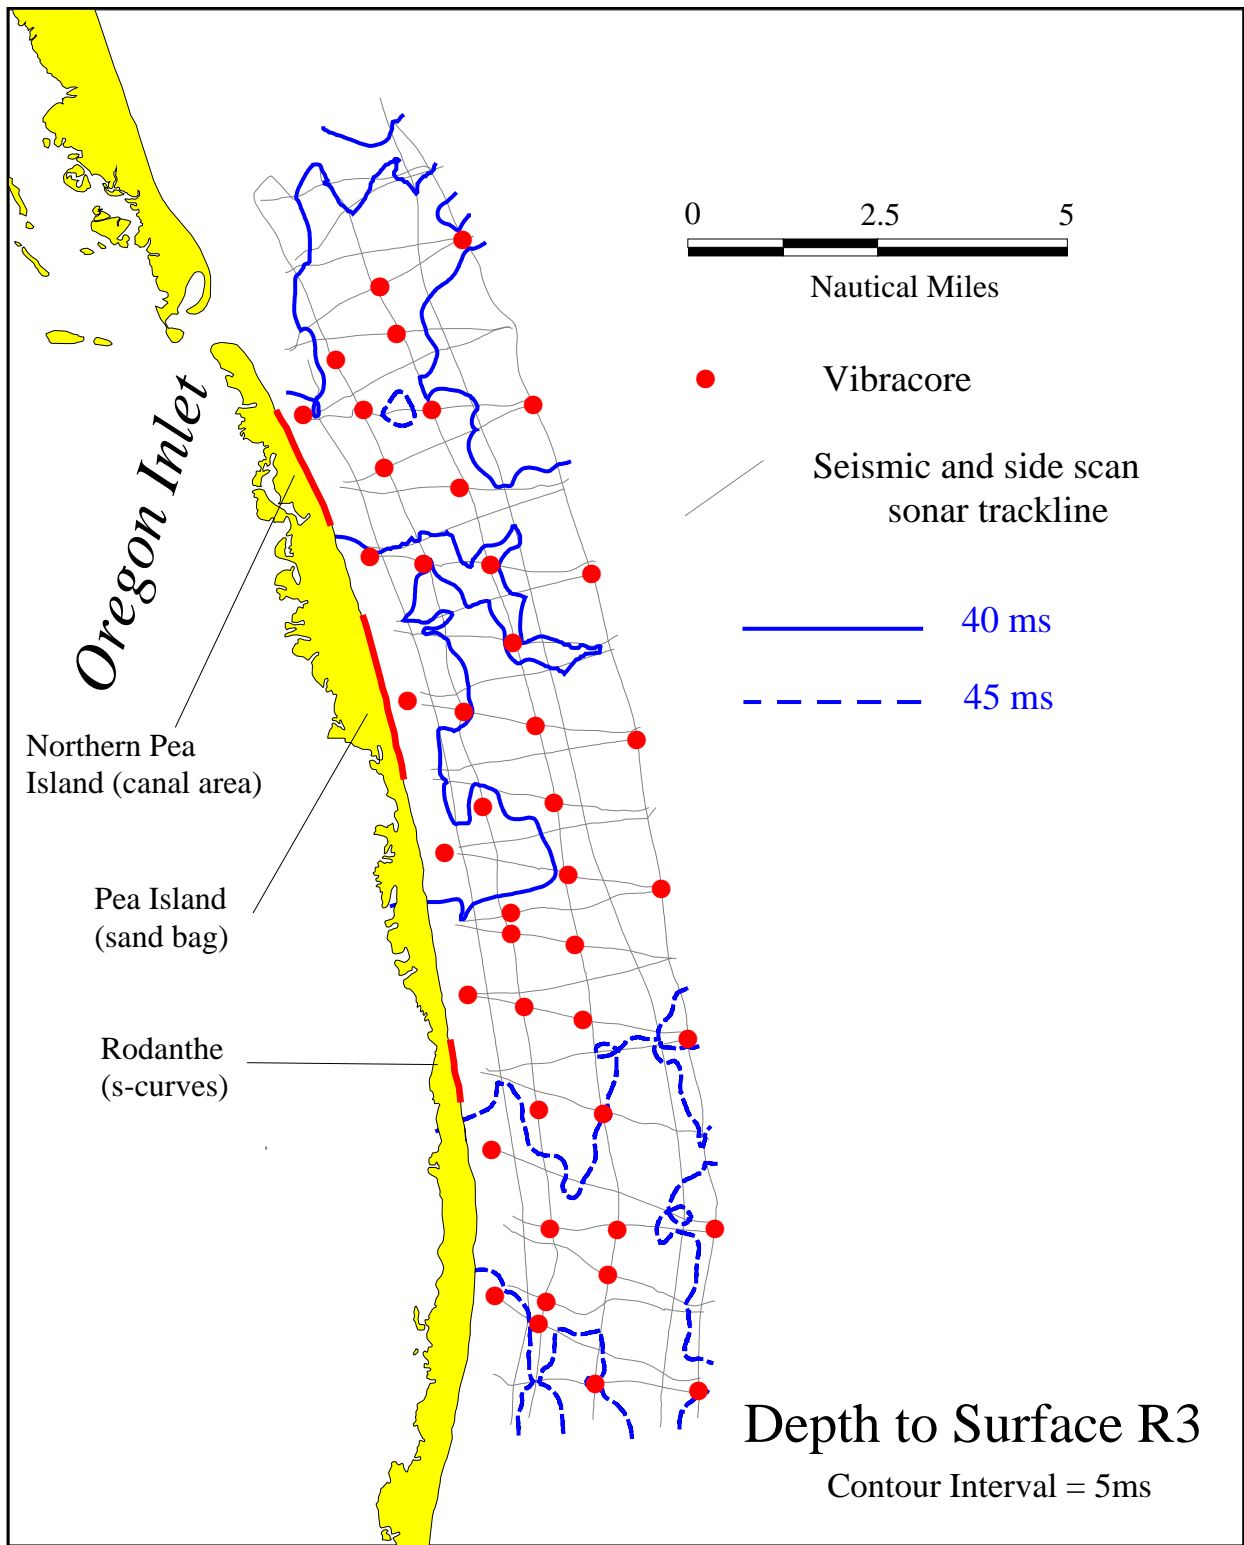 0 2.5 5
Nautical Miles
Vibracore
Seismic and side scan
sonar trackline
40 ms
45 ms
Oregon Inlet
Northern Pea
Island (canal area)
Pea Island
(sand bag)
Rodanthe
(s-curves)
Depth to Surface R3
Contour Interval = 5ms